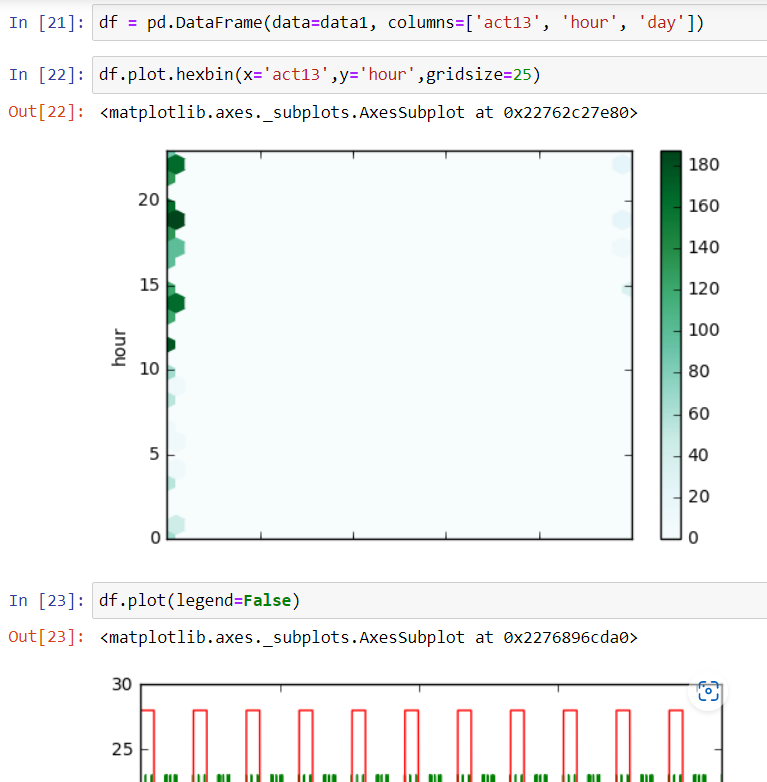 In [21]: df = pd.DataFrame(data=data1, columns=['act13', 'hour', 'day'])
In [22]: df.plot.hexbin(x='act13',y='hour',gridsize=25)
Out[22]: <matplotlib.axes._subplots.AxesSubplot at 0x22762c27e80>
20
15
10
5
0
hour
180
160
140
120
100
80
60
40
20
0
In [23]: df.plot(legend=False)
Out[23]: <matplotlib.axes._subplots.AxesSubplot at 0x2276896cda0>
30
25